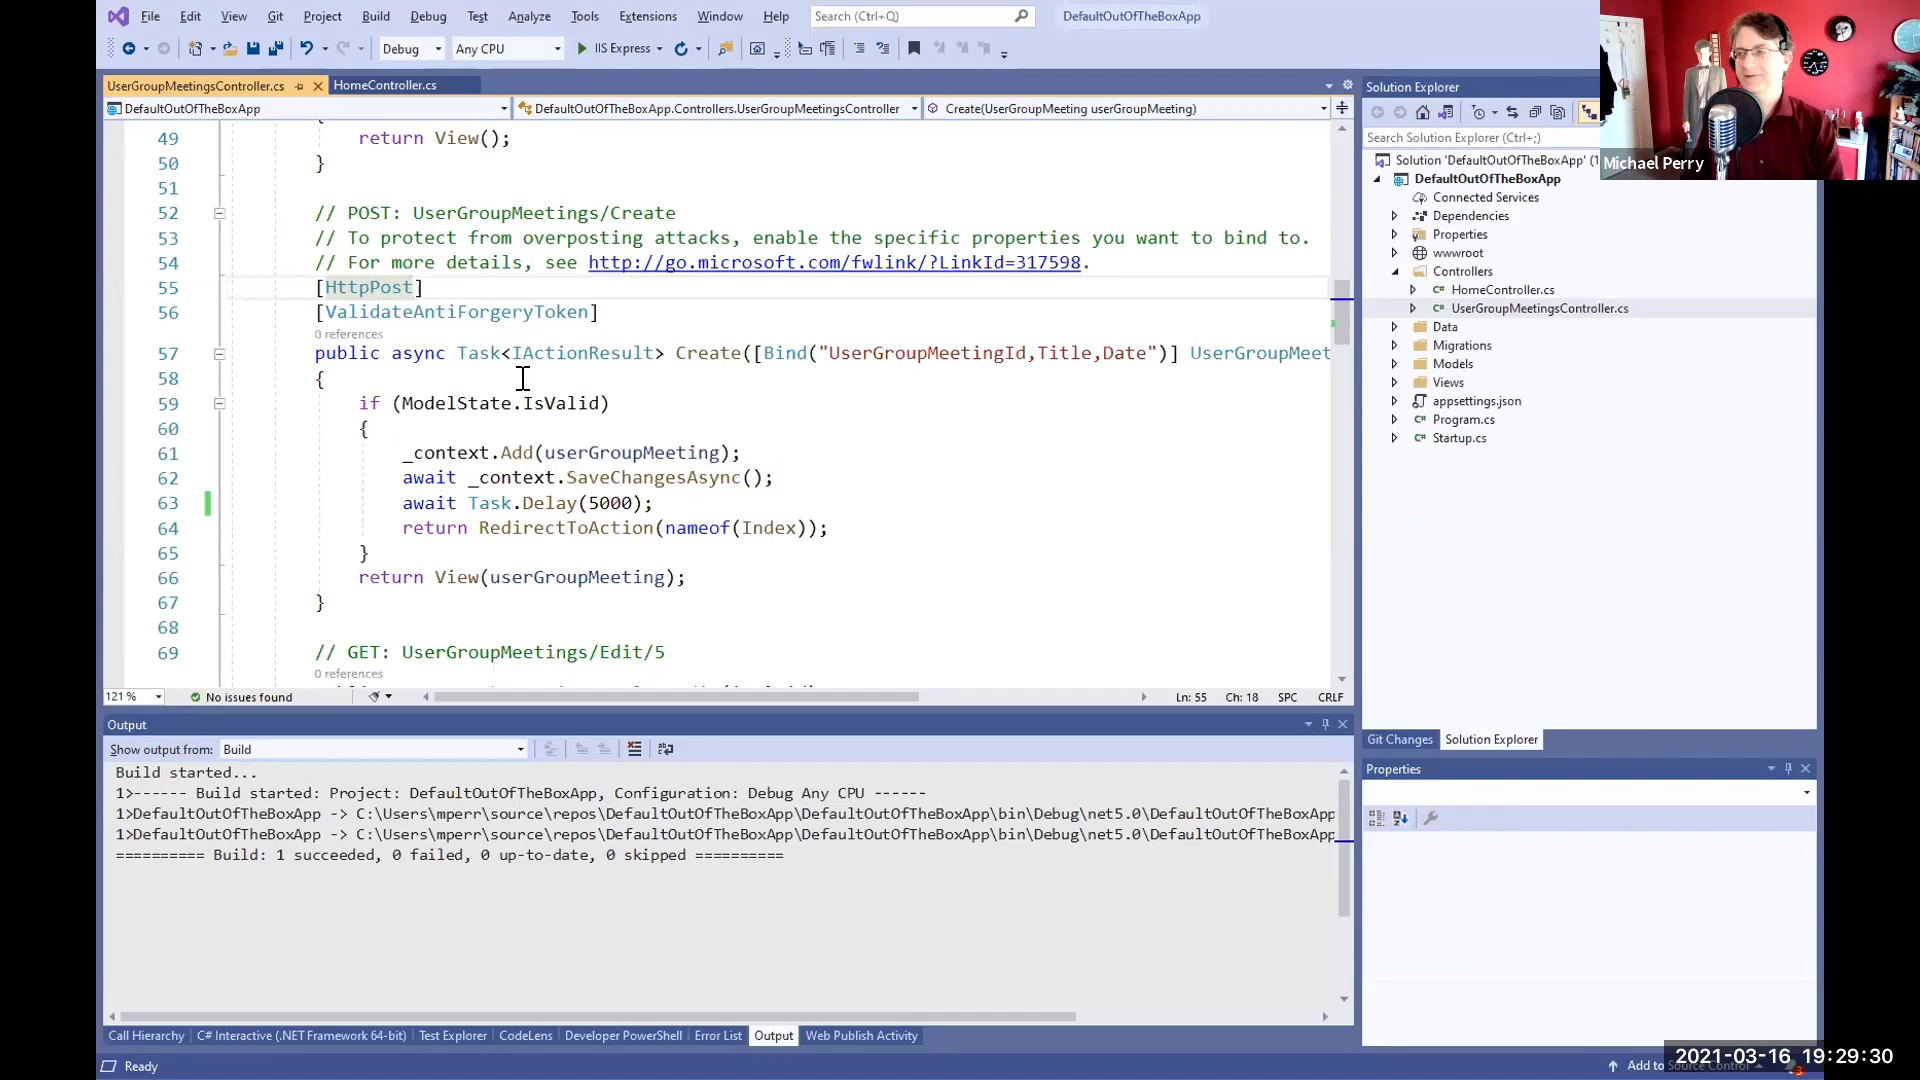 File Edit View Git Project Build Debug Test Analyze Tools Extensions Window Help Search (Ctrl+Q) DefaultOutOfTheBoxApp
Debug Any CPU IIS Express
UserGroupMeetingsController.cs HomeController.cs
DefaultOutOfTheBoxApp DefaultOutOfTheBoxApp.Controllers.UserGroupMeetingsController Create(UserGroupMeeting userGroupMeeting)
49 return View();
50 }
51
52 // POST: UserGroupMeetings/Create
53 // To protect from overposting attacks, enable the specific properties you want to bind to.
54 // For more details, see http://go.microsoft.com/fwlink/?LinkId=317598.
55 [HttpPost]
56 [ValidateAntiForgeryToken]
0 references
57 public async Task<IActionResult> Create([Bind("UserGroupMeetingId,Title,Date")] UserGroupMeet
58 {
59 if (ModelState.IsValid)
60 {
61 _context.Add(userGroupMeeting);
62 await _context.SaveChangesAsync();
63 await Task.Delay(5000);
64 return RedirectToAction(nameof(Index));
65 }
66 return View(userGroupMeeting);
67 }
68
69 // GET: UserGroupMeetings/Edit/5
0 references
121 % No issues found Ln: 55 Ch: 18 SPC CRLF
Output
Show output from: Build
Build started...
1>------ Build started: Project: DefaultOutOfTheBoxApp, Configuration: Debug Any CPU ------
1>DefaultOutOfTheBoxApp -> C:\Users\mperr\source\repos\DefaultOutOfTheBoxApp\DefaultOutOfTheBoxApp\bin\Debug\net5.0\DefaultOutOfTheBoxApp
1>DefaultOutOfTheBoxApp -> C:\Users\mperr\source\repos\DefaultOutOfTheBoxApp\DefaultOutOfTheBoxApp\bin\Debug\net5.0\DefaultOutOfTheBoxApp
========== Build: 1 succeeded, 0 failed, 0 up-to-date, 0 skipped ==========
Call Hierarchy C# Interactive (.NET Framework 64-bit) Test Explorer CodeLens Developer PowerShell Error List Output Web Publish Activity
Ready
Solution Explorer
Search Solution Explorer (Ctrl+;)
Solution 'DefaultOutOfTheBoxApp' (1
DefaultOutOfTheBoxApp
Connected Services
Dependencies
Properties
wwwroot
Controllers
C# HomeController.cs
C# UserGroupMeetingsController.cs
Data
Migrations
Models
Views
appsettings.json
C# Program.cs
C# Startup.cs
Git Changes Solution Explorer
Properties
Michael Perry
Add to Source Control
2021-03-16 19:29:30